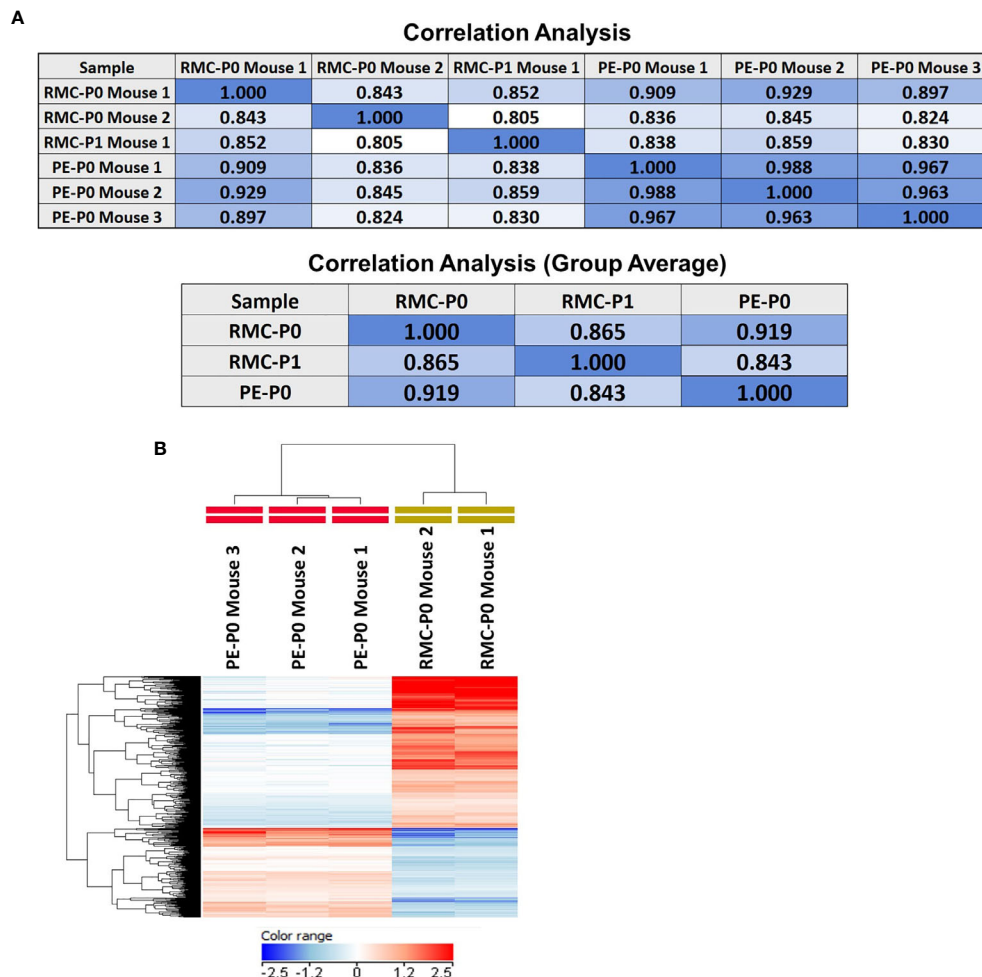 A
Correlation Analysis
Sample RMC-P0 Mouse 1 RMC-P0 Mouse 2 RMC-P1 Mouse 1 PE-P0 Mouse 1 PE-P0 Mouse 2 PE-P0 Mouse 3
RMC-P0 Mouse 1 1.000 0.843 0.852 0.909 0.929 0.897
RMC-P0 Mouse 2 0.843 1.000 0.805 0.836 0.845 0.824
RMC-P1 Mouse 1 0.852 0.805 1.000 0.838 0.859 0.830
PE-P0 Mouse 1 0.909 0.836 0.838 1.000 0.988 0.967
PE-P0 Mouse 2 0.929 0.845 0.859 0.988 1.000 0.963
PE-P0 Mouse 3 0.897 0.824 0.830 0.967 0.963 1.000
Correlation Analysis (Group Average)
Sample RMC-P0 RMC-P1 PE-P0
RMC-P0 1.000 0.865 0.919
RMC-P1 0.865 1.000 0.843
PE-P0 0.919 0.843 1.000
B
PE-P0 Mouse 3
PE-P0 Mouse 2
PE-P0 Mouse 1
RMC-P0 Mouse 2
RMC-P0 Mouse 1
Color range
-2.5 -1.2 0 1.2 2.5